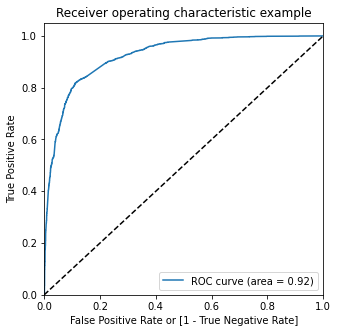 Receiver operating characteristic example
True Positive Rate
1.0
0.8
0.6
0.4
0.2
0.0
ROC curve (area = 0.92)
0.0 0.2 0.4 0.6 0.8 1.0
False Positive Rate or [1 - True Negative Rate]